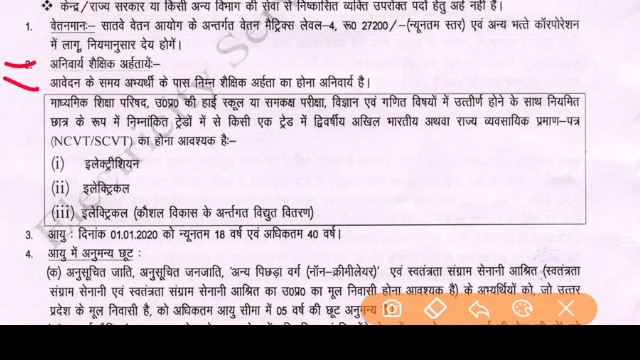 ❖ केन्द्र/राज्य सरकार या किसी अन्य विभाग की सेवा से निष्कासित व्यक्ति उपरोक्त पदों हेतु अर्ह नहीं है।
1. वेतनमानः- सातवे वेतन आयोग के अन्तर्गत वेतन मैट्रिक्स लेवल-4, रू0 27200/-(न्यूनतम स्तर) एवं अन्य भत्ते कॉरपोरेशन
में लागू, नियमानुसार देय होगें।
2. अनिवार्य शैक्षिक अर्हतायेंः-
आवेदन के समय अभ्यर्थी के पास निम्न शैक्षिक अर्हता का होना अनिवार्य है।
माध्यमिक शिक्षा परिषद, उ0प्र0 की हाई स्कूल या समकक्ष परीक्षा, विज्ञान एवं गणित विषयों में उत्तीर्ण होने के साथ नियमित
छात्र के रूप में निम्नांकित ट्रेडों में से किसी एक ट्रेड में द्विवर्षीय अखिल भारतीय अथवा राज्य व्यवसायिक प्रमाण-पत्र
(NCVT/SCVT) का होना आवश्यक हैः-
(i) इलेक्ट्रीशियन
(ii) इलेक्ट्रिकल
(iii) इलेक्ट्रिकल (कौशल विकास के अर्न्तगत विद्युत वितरण)
3. आयु : दिनांक 01.01.2020 को न्यूनतम 18 वर्ष एवं अधिकतम 40 वर्ष।
4. आयु में अनुमन्य छूट :
(क) अनुसूचित जाति, अनुसूचित जनजाति, 'अन्य पिछड़ा वर्ग (नॉन-क्रीमीलेयर)' एवं स्वतंत्रता संग्राम सेनानी आश्रित (स्वतंत्रता
संग्राम सेनानी एवं स्वतंत्रता संग्राम सेनानी आश्रित का उ0प्र0 का मूल निवासी होना आवश्यक है) के अभ्यर्थियों को, जो उत्तर
प्रदेश के मूल निवासी है, को अधिकतम आयु सीमा में 05 वर्ष की छूट अनुमन्य है।
Electricity Se